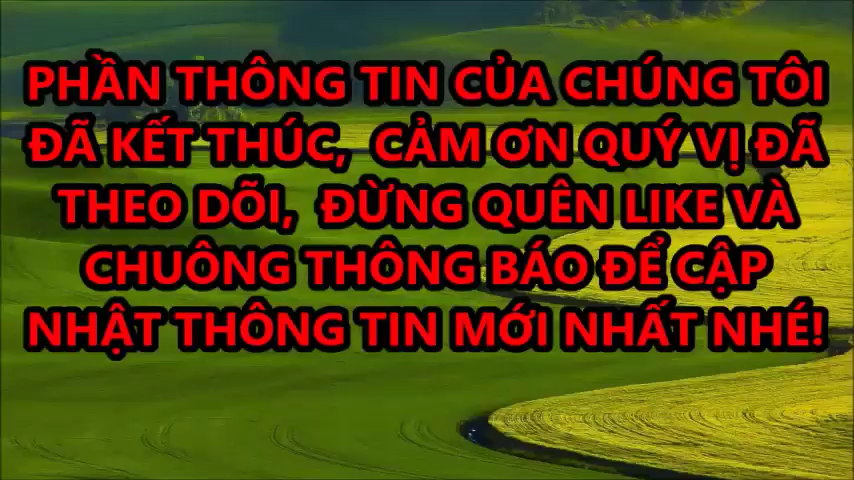 PHẦN THÔNG TIN CỦA CHÚNG TÔI
ĐÃ KẾT THÚC, CẢM ƠN QUÝ VỊ ĐÃ
THEO DÕI, ĐỪNG QUÊN LIKE VÀ
CHUÔNG THÔNG BÁO ĐỂ CẬP
NHẬT THÔNG TIN MỚI NHẤT NHÉ!